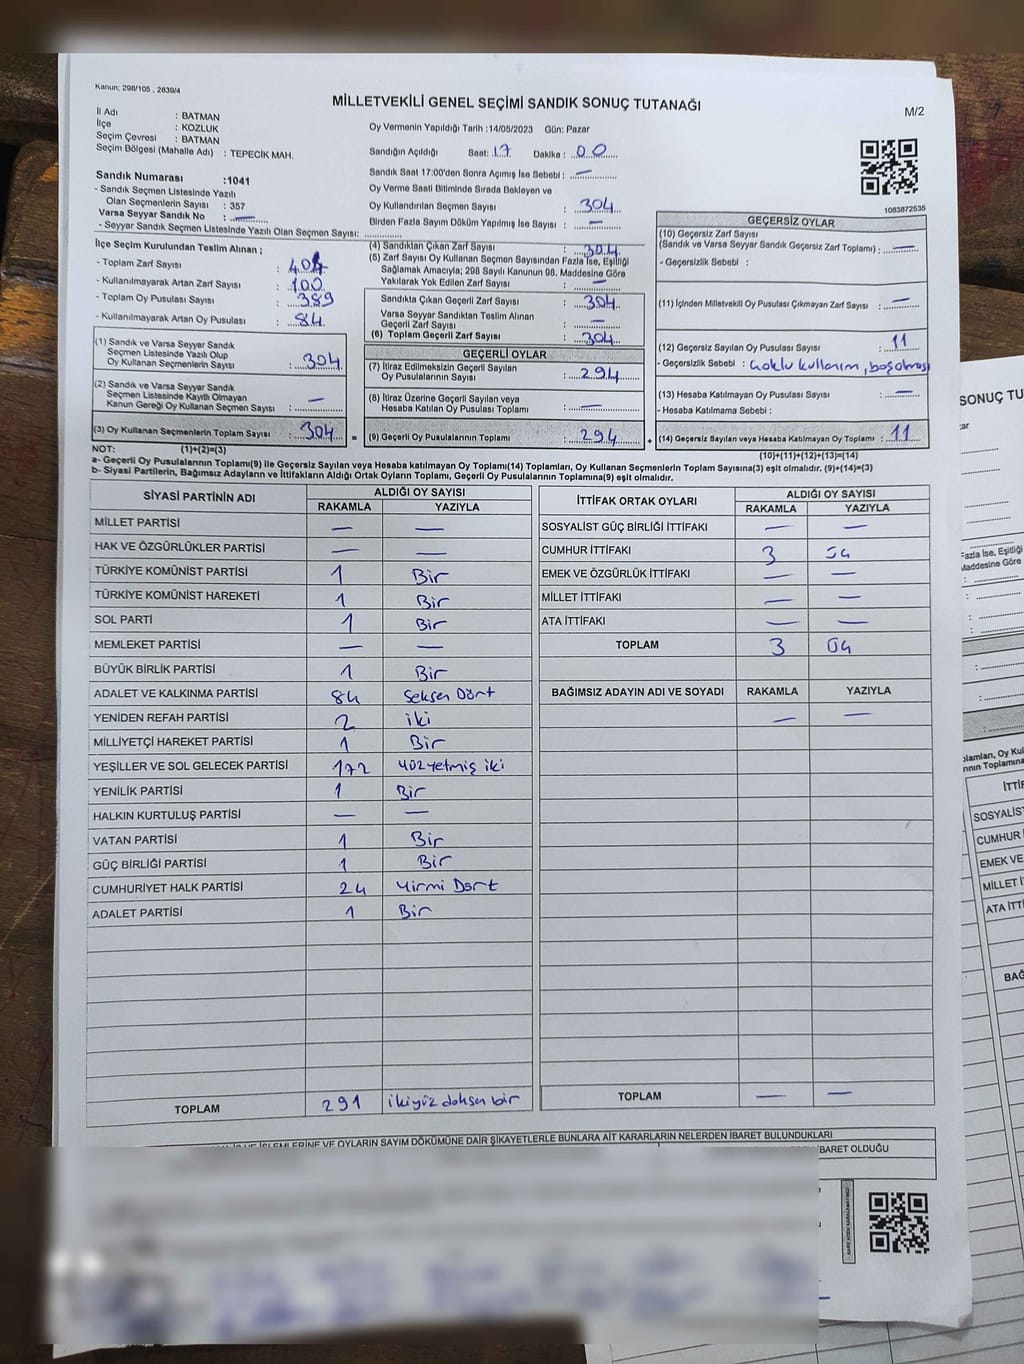 Kanun; 298/105 , 2839/4
MİLLETVEKİLİ GENEL SEÇİMİ SANDIK SONUÇ TUTANAĞI
M/2
İl Adı : BATMAN
İlçe : KOZLUK
Seçim Çevresi : BATMAN
Seçim Bölgesi (Mahalle Adı) : TEPECİK MAH.
Oy Vermenin Yapıldığı Tarih :14/05/2023 Gün: Pazar
Sandığın Açıldığı Saat: 17 Dakika : 00
Sandık Saat 17:00'den Sonra Açımış İse Sebebi : —
Oy Verme Saati Bitiminde Sırada Bekleyen ve
Oy Kullandırılan Seçmen Sayısı : 304
Birden Fazla Sayım Döküm Yapılmış İse Sayısı : —
Sandık Numarası :1041
- Sandık Seçmen Listesinde Yazılı
Olan Seçmenlerin Sayısı : 357
Varsa Seyyar Sandık No : —
- Seyyar Sandık Seçmen Listesinde Yazılı Olan Seçmen Sayısı:
1083872535
İlçe Seçim Kurulundan Teslim Alınan ;
- Toplam Zarf Sayısı : 404
- Kullanılmayarak Artan Zarf Sayısı : 100
- Toplam Oy Pusulası Sayısı : 389
- Kullanılmayarak Artan Oy Pusulası : 84
(1) Sandık ve Varsa Seyyar Sandık
Seçmen Listesinde Yazılı Olup
Oy Kullanan Seçmenlerin Sayısı : 304
(2) Sandık ve Varsa Seyyar Sandık
Seçmen Listesinde Kayıtlı Olmayan
Kanun Gereği Oy Kullanan Seçmen Sayısı : —
(3) Oy Kullanan Seçmenlerin Toplam Sayısı : 304
(4) Sandıktan Çıkan Zarf Sayısı : 304
(5) Zarf Sayısı Oy Kullanan Seçmen Sayısından Fazla İse, Eşitliği
Sağlamak Amacıyla; 298 Sayılı Kanunun 98. Maddesine Göre
Yakılarak Yok Edilen Zarf Sayısı : —
Sandıkta Çıkan Geçerli Zarf Sayısı : 304
Varsa Seyyar Sandıktan Teslim Alınan
Geçerli Zarf Sayısı : —
(6) Toplam Geçerli Zarf Sayısı : 304
GEÇERLİ OYLAR
(7) İtiraz Edilmeksizin Geçerli Sayılan
Oy Pusulalarının Sayısı : 294
(8) İtiraz Üzerine Geçerli Sayılan veya
Hesaba Katılan Oy Pusulası Toplamı : —
= (9) Geçerli Oy Pusulalarının Toplamı : 294 +
GEÇERSİZ OYLAR
(10) Geçersiz Zarf Sayısı
(Sandık ve Varsa Seyyar Sandık Geçersiz Zarf Toplamı) : —
- Geçersizlik Sebebi :
(11) İçinden Milletvekili Oy Pusulası Çıkmayan Zarf Sayısı : —
(12) Geçersiz Sayılan Oy Pusulası Sayısı : 11
- Geçersizlik Sebebi : çoklu kullanım, boş olması
(13) Hesaba Katılmayan Oy Pusulası Sayısı : —
- Hesaba Katılmama Sebebi :
(14) Geçersiz Sayılan veya Hesaba Katılmayan Oy Toplamı : 11
NOT: (1)+(2)=(3)
(10)+(11)+(12)+(13)=(14)
a- Geçerli Oy Pusulalarının Toplamı(9) ile Geçersiz Sayılan veya Hesaba katılmayan Oy Toplamı(14) Toplamları, Oy Kullanan Seçmenlerin Toplam Sayısına(3) eşit olmalıdır. (9)+(14)=(3)
b- Siyasi Partilerin, Bağımsız Adayların ve İttifakların Aldığı Ortak Oyların Toplamı, Geçerli Oy Pusulalarının Toplamına(9) eşit olmalıdır.
SİYASİ PARTİNİN ADI ALDIĞI OY SAYISI
RAKAMLA YAZIYLA
MİLLET PARTİSİ — —
HAK VE ÖZGÜRLÜKLER PARTİSİ — —
TÜRKİYE KOMÜNİST PARTİSİ 1 Bir
TÜRKİYE KOMÜNİST HAREKETİ 1 Bir
SOL PARTİ 1 Bir
MEMLEKET PARTİSİ — —
BÜYÜK BİRLİK PARTİSİ 1 Bir
ADALET VE KALKINMA PARTİSİ 84 Seksen Dört
YENİDEN REFAH PARTİSİ 2 iki
MİLLİYETÇİ HAREKET PARTİSİ 1 Bir
YEŞİLLER VE SOL GELECEK PARTİSİ 172 Yüz yetmiş iki
YENİLİK PARTİSİ 1 Bir
HALKIN KURTULUŞ PARTİSİ — —
VATAN PARTİSİ 1 Bir
GÜÇ BİRLİĞİ PARTİSİ 1 Bir
CUMHURİYET HALK PARTİSİ 24 Yirmi Dört
ADALET PARTİSİ 1 Bir
TOPLAM 291 ikiyüz doksan bir
İTTİFAK ORTAK OYLARI ALDIĞI OY SAYISI
RAKAMLA YAZIYLA
SOSYALİST GÜÇ BİRLİĞİ İTTİFAKI — —
CUMHUR İTTİFAKI 3 Üç
EMEK VE ÖZGÜRLÜK İTTİFAKI — —
MİLLET İTTİFAKI — —
ATA İTTİFAKI — —
TOPLAM 3 Üç
BAĞIMSIZ ADAYIN ADI VE SOYADI RAKAMLA YAZIYLA
— —
TOPLAM — —
İŞLEMLERİNE VE OYLARIN SAYIM DÖKÜMÜNE DAİR ŞİKAYETLERLE BUNLARA AİT KARARLARIN NELERDEN İBARET BULUNDUKLARI
İBARET OLDUĞU
SONUÇ TU
Fazla İse, Eşitliği
Maddesine Göre
SOSYALİS
CUMHUR
EMEK VE
MİLLET İ
ATA İTTİ
BAĞ